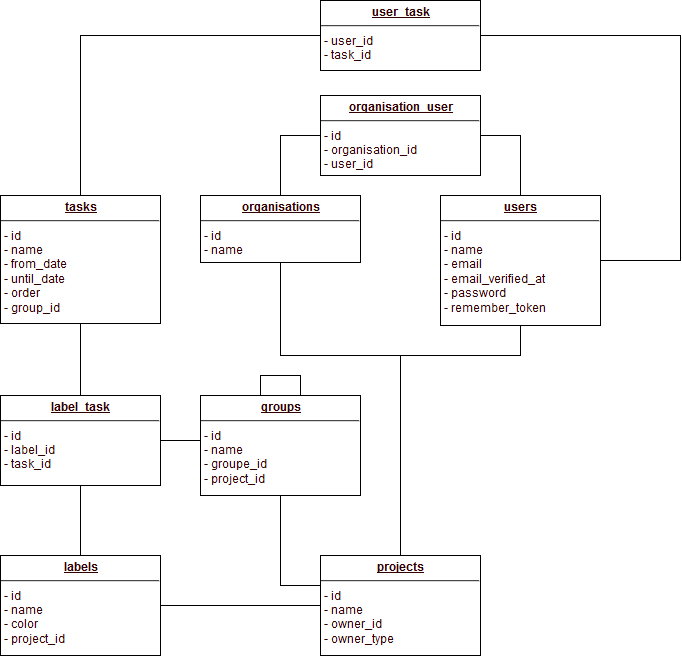 user_task
- user_id
- task_id
organisation_user
- id
- organisation_id
- user_id
tasks
- id
- name
- from_date
- until_date
- order
- group_id
organisations
- id
- name
users
- id
- name
- email
- email_verified_at
- password
- remember_token
label_task
- id
- label_id
- task_id
groups
- id
- name
- groupe_id
- project_id
labels
- id
- name
- color
- project_id
projects
- id
- name
- owner_id
- owner_type